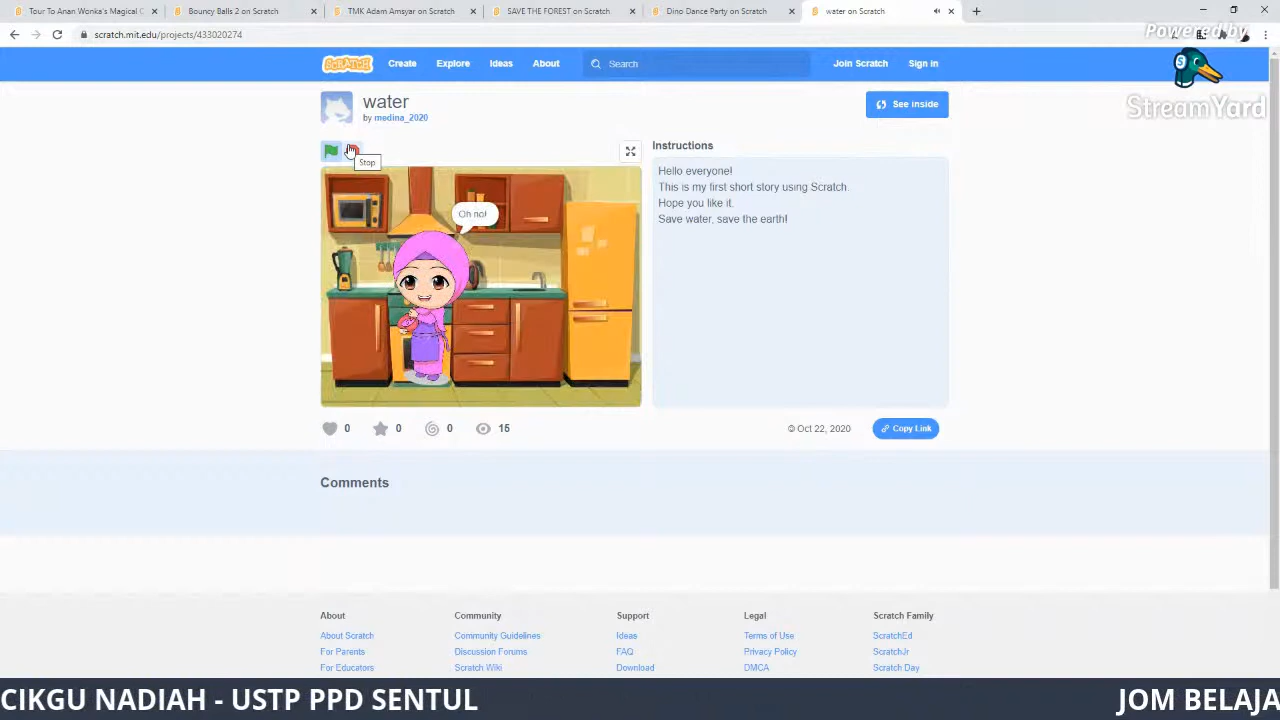 Tour To Anan Wonka's Magical C
Bouncy Balls 2 on Scratch
TMK Adam Amsyar on Scratch
SAVE THE FOREST on Scratch
Dino Dance Party on Scratch
water on Scratch
scratch.mit.edu/projects/433020274
Powered by
StreamYard
SCRATCH
Create
Explore
Ideas
About
Search
Join Scratch
Sign in
water
by medina_2020
See inside
Stop
Oh no!
Instructions
Hello everyone!
This is my first short story using Scratch.
Hope you like it.
Save water, save the earth!
0
0
0
15
© Oct 22, 2020
Copy Link
Comments
About
About Scratch
For Parents
For Educators
Community
Community Guidelines
Discussion Forums
Scratch Wiki
Support
Ideas
FAQ
Download
Legal
Terms of Use
Privacy Policy
DMCA
Scratch Family
ScratchEd
ScratchJr
Scratch Day
CIKGU NADIAH - USTP PPD SENTUL
JOM BELAJA